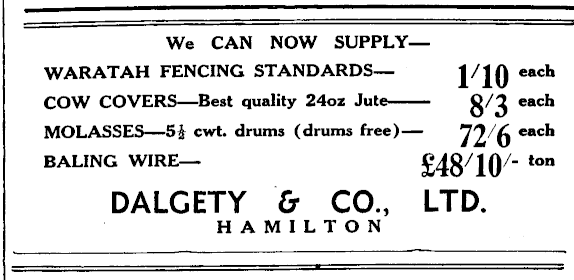 We CAN NOW SUPPLY—
WARATAH FENCING STANDARDS— 1/10 each
COW COVERS—Best quality 24oz Jute—— 8/3 each
MOLASSES—5½ cwt. drums (drums free)— 72/6 each
BALING WIRE— £48/10/- ton
DALGETY & CO., LTD.
HAMILTON